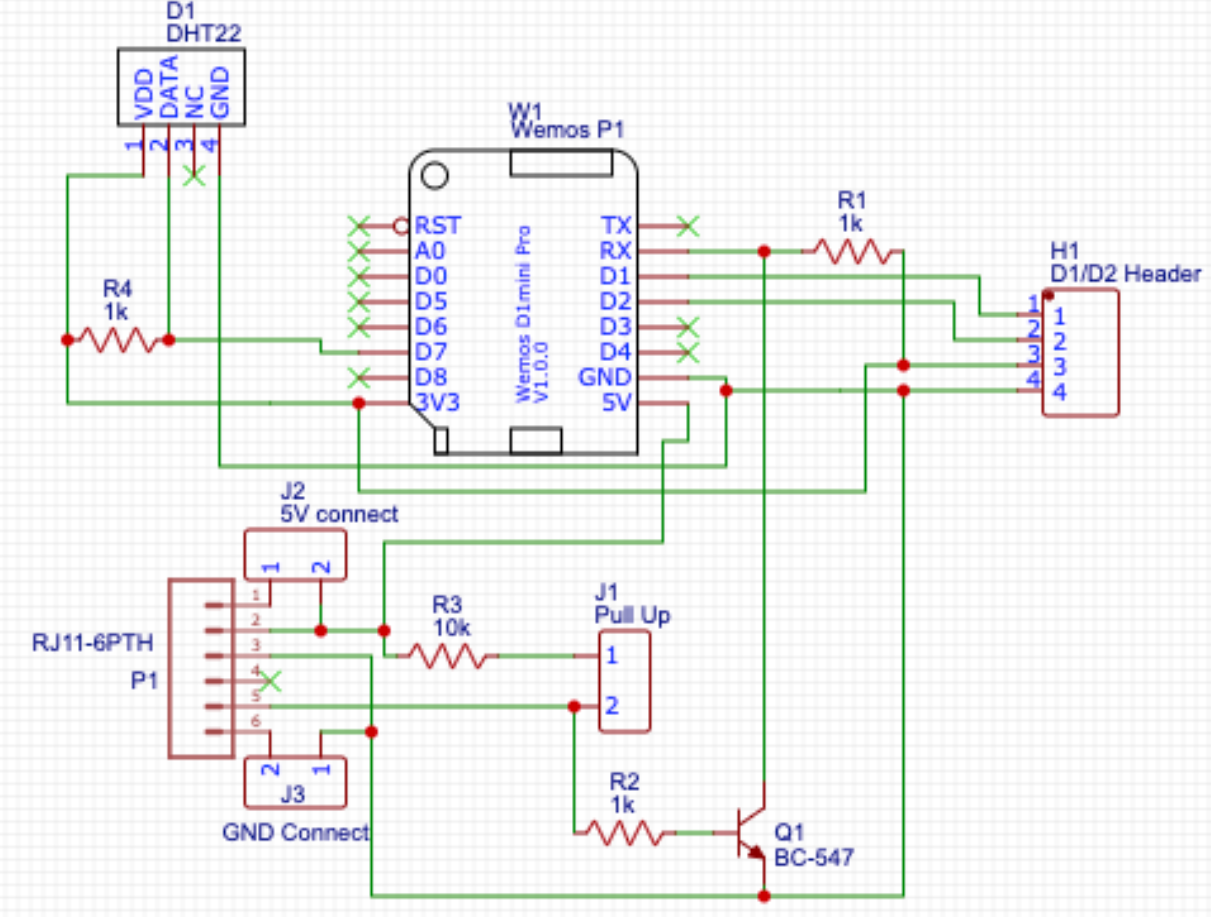 D1
DHT22
VDD
DATA
NC
GND
1
2
3
4
W1
Wemos P1
RST
A0
D0
D5
D6
D7
D8
3V3
Wemos D1mini Pro
V1.0.0
TX
RX
D1
D2
D3
D4
GND
5V
R1
1k
H1
D1/D2 Header
1 1
2 2
3 3
4 4
R4
1k
J2
5V connect
1 2
RJ11-6PTH
P1
1
2
3
4
5
6
2 1
J3
GND Connect
R3
10k
J1
Pull Up
1
2
R2
1k
Q1
BC-547